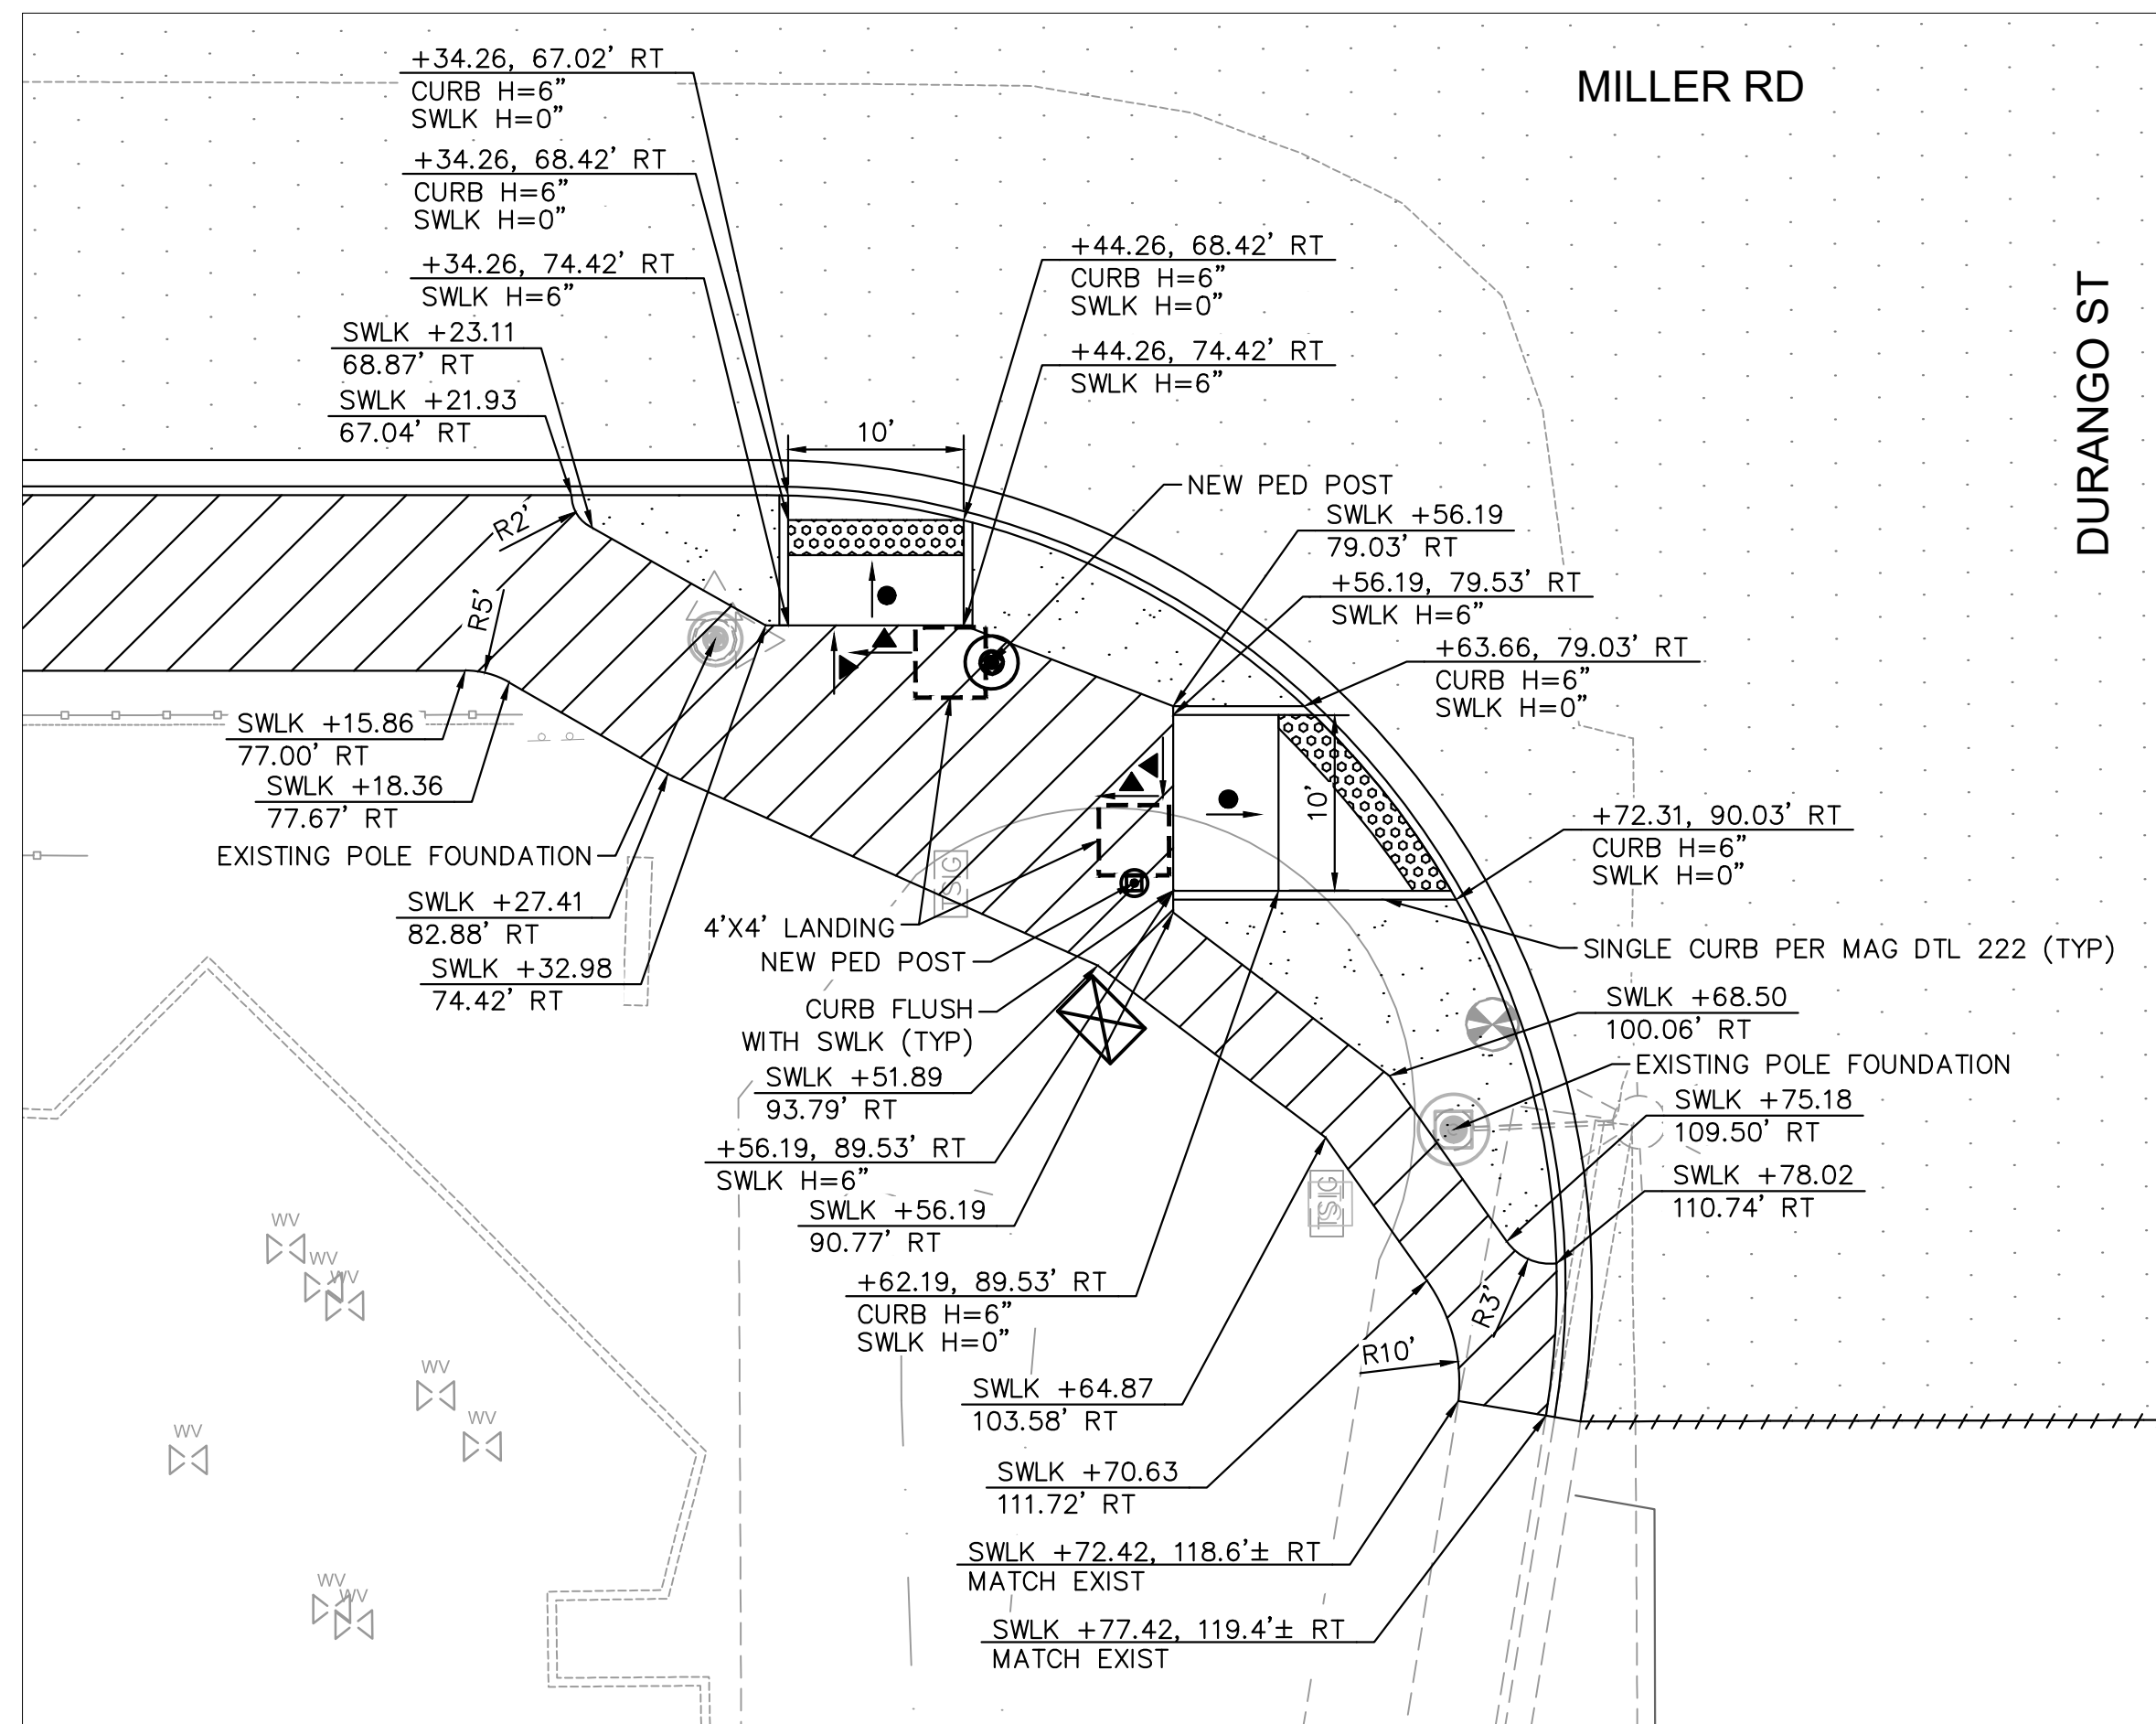 +34.26, 67.02' RT
CURB H=6"
SWLK H=0"
MILLER RD
+34.26, 68.42' RT
CURB H=6"
SWLK H=0"
+34.26, 74.42' RT
SWLK H=6"
+44.26, 68.42' RT
CURB H=6"
SWLK H=0"
SWLK +23.11
68.87' RT
+44.26, 74.42' RT
SWLK H=6"
DURANGO ST
SWLK +21.93
67.04' RT
10'
NEW PED POST
SWLK +56.19
79.03' RT
R2'
+56.19, 79.53' RT
SWLK H=6"
R5'
+63.66, 79.03' RT
CURB H=6"
SWLK H=0"
SWLK +15.86
77.00' RT
SWLK +18.36
77.67' RT
10'
+72.31, 90.03' RT
CURB H=6"
SWLK H=0"
EXISTING POLE FOUNDATION
TSIG
SWLK +27.41
82.88' RT
4'X4' LANDING
NEW PED POST
SINGLE CURB PER MAG DTL 222 (TYP)
SWLK +32.98
74.42' RT
CURB FLUSH
WITH SWLK (TYP)
SWLK +68.50
100.06' RT
EXISTING POLE FOUNDATION
SWLK +51.89
93.79' RT
SWLK +75.18
109.50' RT
+56.19, 89.53' RT
SWLK H=6"
SWLK +78.02
110.74' RT
TSIG
SWLK +56.19
90.77' RT
WV
WV
WV
+62.19, 89.53' RT
CURB H=6"
SWLK H=0"
R3'
R10'
WV
SWLK +64.87
103.58' RT
WV
WV
SWLK +70.63
111.72' RT
SWLK +72.42, 118.6'± RT
MATCH EXIST
WV
WV
SWLK +77.42, 119.4'± RT
MATCH EXIST